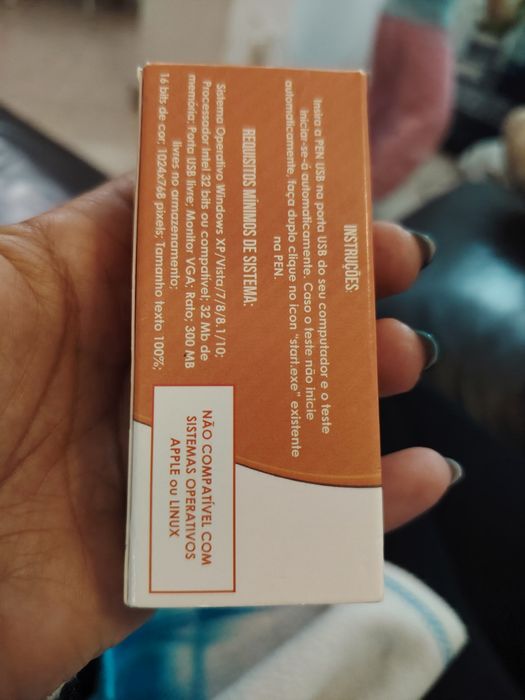 INSTRUÇÕES:
Insira a PEN USB na porta USB do seu computador e o teste
iniciar-se-á automaticamente. Caso o teste não inicie
automaticamente, faça duplo clique no icon "start.exe" existente
na PEN.
REQUISITOS MÍNIMOS DE SISTEMA:
Sistema Operativo Windows XP/Vista/7/8/8.1/10;
Processador Intel 32 bits ou compatível; 32 Mb de
memória; Porta USB livre; Monitor VGA; Rato; 300 MB
livres no armazenamento;
16 bits de cor; 1024x768 pixels; Tamanho texto 100%;
NÃO COMPATÍVEL COM
SISTEMAS OPERATIVOS
APPLE OU LINUX